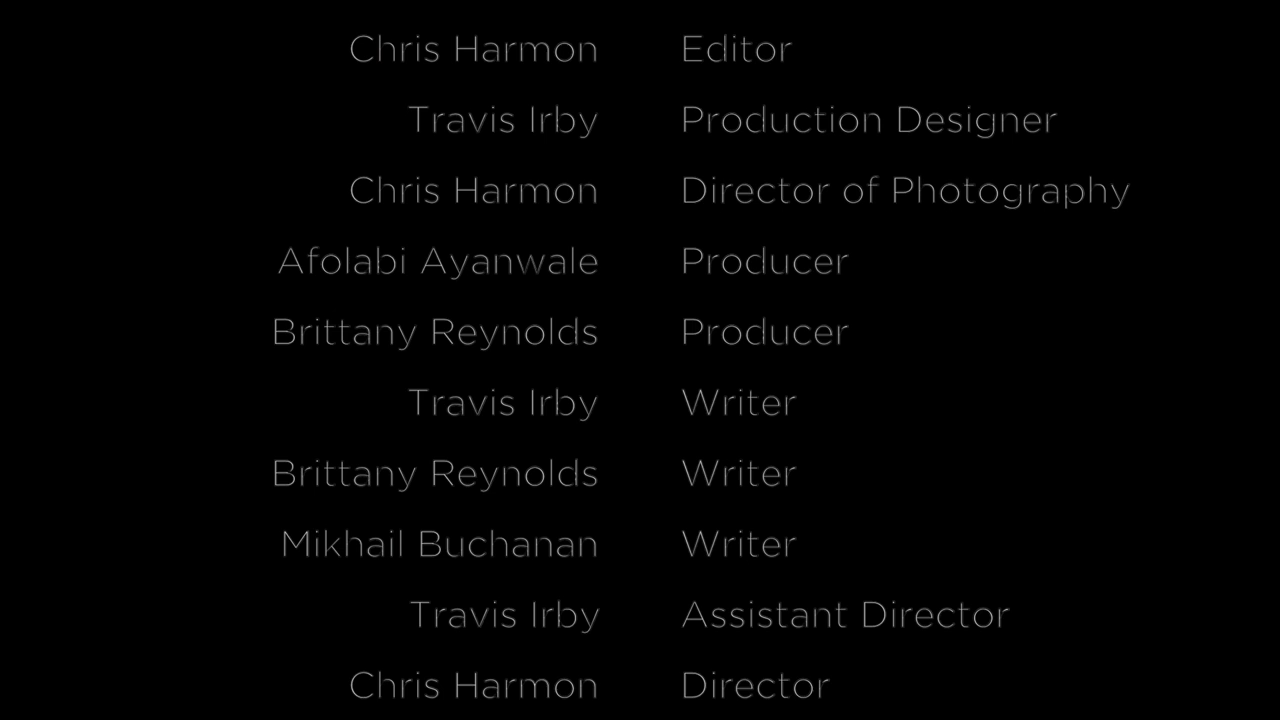 Chris Harmon Editor
Travis Irby Production Designer
Chris Harmon Director of Photography
Afolabi Ayanwale Producer
Brittany Reynolds Producer
Travis Irby Writer
Brittany Reynolds Writer
Mikhail Buchanan Writer
Travis Irby Assistant Director
Chris Harmon Director